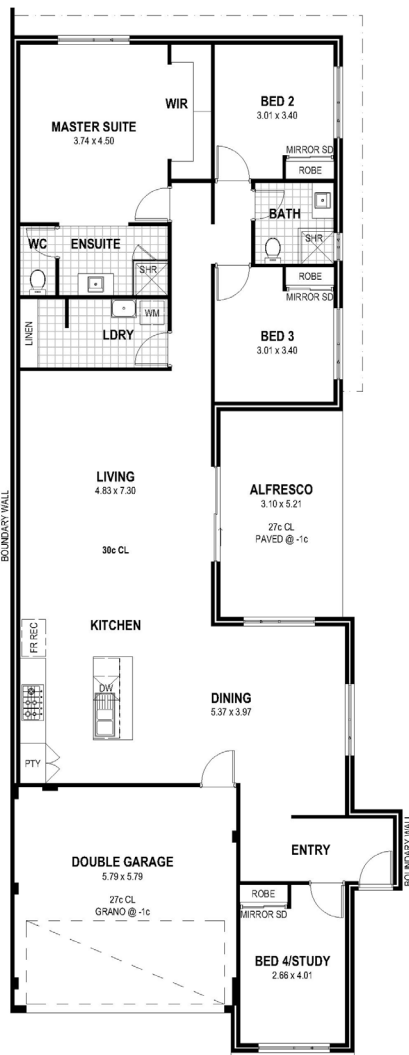 MASTER SUITE
3.74 x 4.50
WIR
BED 2
3.01 x 3.40
MIRROR SD
ROBE
WC
ENSUITE
SHR
BATH
SHR
ROBE
MIRROR SD
LINEN
LDRY
WM
BED 3
3.01 x 3.40
LIVING
4.83 x 7.30
30c CL
ALFRESCO
3.10 x 5.21
27c CL
PAVED @ -1c
BOUNDARY WALL
KITCHEN
FR REC
DW
DINING
5.37 x 3.97
PTY
ENTRY
BOUNDARY WALL
DOUBLE GARAGE
5.79 x 5.79
27c CL
GRANO @ -1c
ROBE
MIRROR SD
BED 4/STUDY
2.66 x 4.01